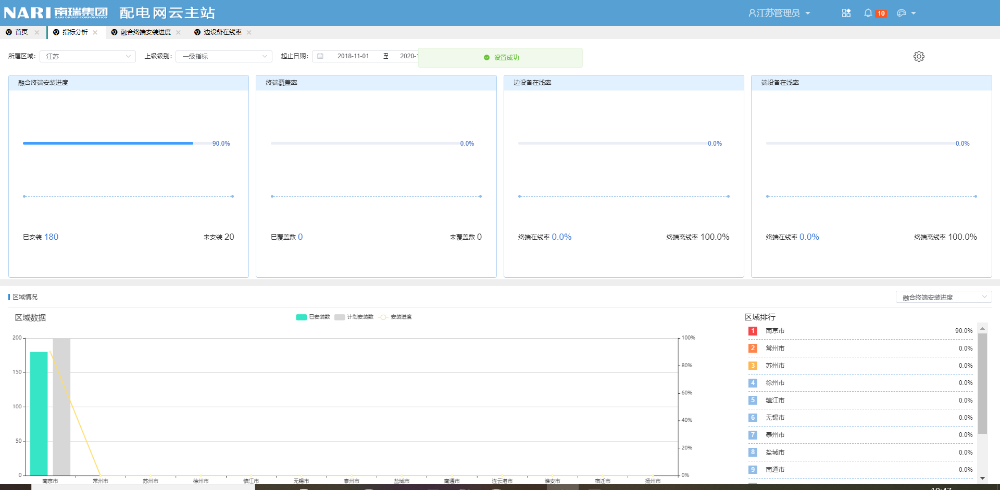 NARI 南瑞集团 NARI GROUP CORPORATION 配电网云主站 江苏管理员 10
首页 指标分析 融合终端安装进度 边设备在线率
所属区域: 江苏 上级级别: 一级指标 起止日期: 2018-11-01 至 2020-1 设置成功
融合终端安装进度 终端覆盖率 边设备在线率 端设备在线率
90.0% 0.0% 0.0% 0.0%
已安装 180 未安装 20 已覆盖数 0 未覆盖数 0 终端在线率 0.0% 终端离线率 100.0% 终端在线率 0.0% 终端离线率 100.0%
区域情况 融合终端安装进度
区域数据 已安装数 计划安装数 安装进度
200 150 100 50 0
100% 80% 60% 40% 20% 0%
南京市 常州市 苏州市 徐州市 镇江市 无锡市 泰州市 盐城市 南通市 连云港市 淮安市 宿迁市 扬州市
区域排行
1 南京市 90.0%
2 常州市 0.0%
3 苏州市 0.0%
4 徐州市 0.0%
5 镇江市 0.0%
6 无锡市 0.0%
7 泰州市 0.0%
8 盐城市 0.0%
9 南通市 0.0%